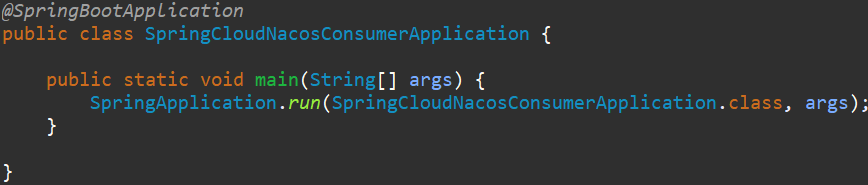 @SpringBootApplication
public class SpringCloudNacosConsumerApplication {
public static void main(String[] args) {
SpringApplication.run(SpringCloudNacosConsumerApplication.class, args);
}
}